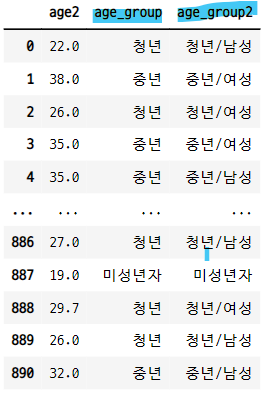 age2 age_group age_group2
0 22.0 청년 청년/남성
1 38.0 중년 중년/여성
2 26.0 청년 청년/여성
3 35.0 중년 중년/여성
4 35.0 중년 중년/남성
... ... ... ...
886 27.0 청년 청년/남성
887 19.0 미성년자 미성년자
888 29.7 청년 청년/여성
889 26.0 청년 청년/남성
890 32.0 중년 중년/남성